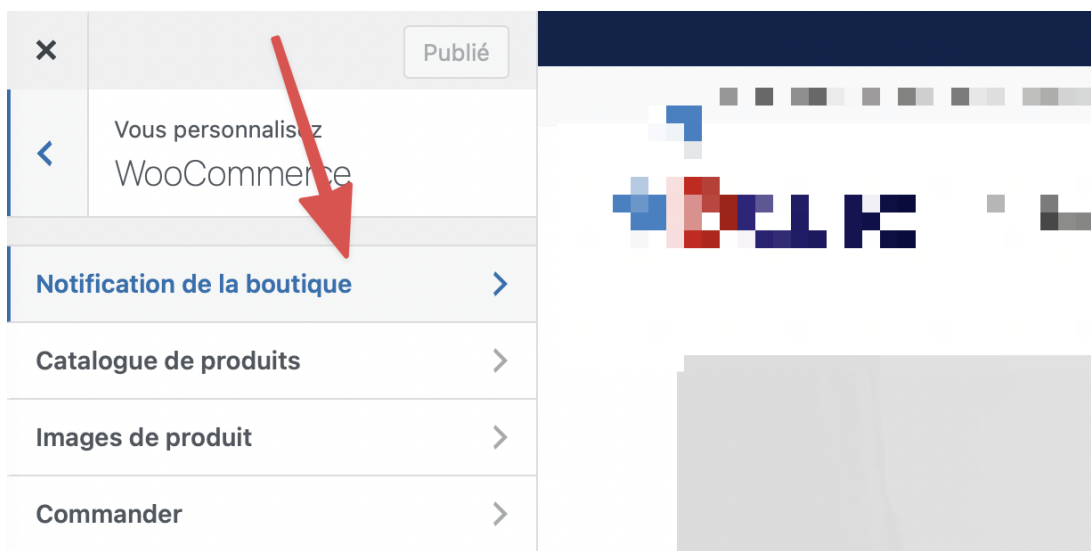 Publié
Vous personnalisez
WooCommerce
Notification de la boutique
Catalogue de produits
Images de produit
Commander